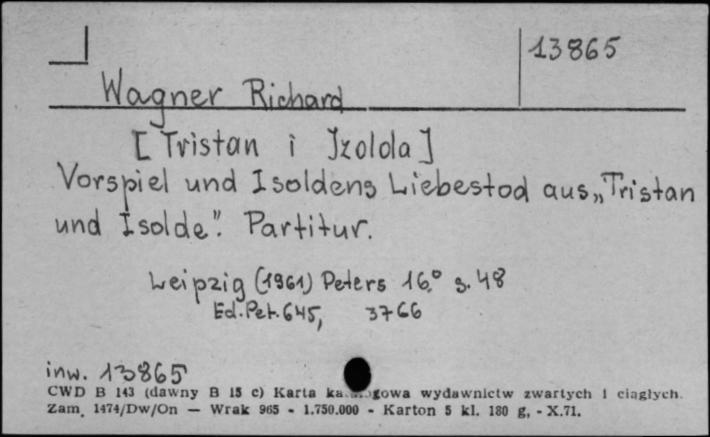 13865
Wagner Richard
[Tristan i Izolda]
Vorspiel und Isoldens Liebestod aus „Tristan
und Isolde". Partitur.
Leipzig (1961) Peters 16.° s. 48
Ed. Pet. 645, 3766
inw. 13865
CWD B 143 (dawny B 15 c) Karta katalogowa wydawnictw zwartych i ciągłych.
Zam. 1474/Dw/On — Wrak 965 - 1.750.000 - Karton 5 kl. 180 g, - X.71.